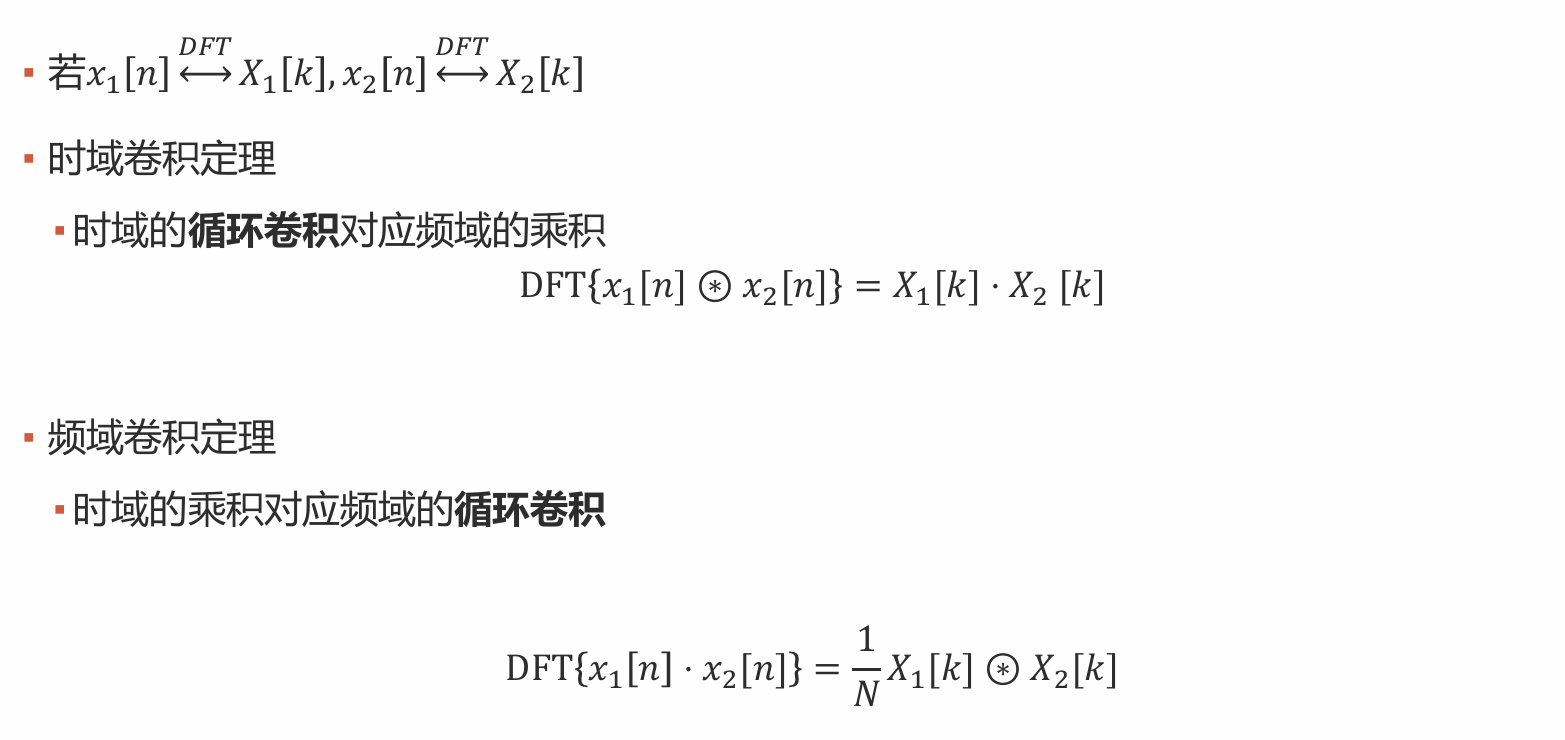 ▪ 若x₁[n] ⟷^{DFT} X₁[k], x₂[n] ⟷^{DFT} X₂[k]
▪ 时域卷积定理
▪ 时域的循环卷积对应频域的乘积
DFT{x₁[n] ⊛ x₂[n]} = X₁[k] · X₂ [k]
▪ 频域卷积定理
▪ 时域的乘积对应频域的循环卷积
DFT{x₁[n] · x₂[n]} = \frac{1}{N} X₁[k] ⊛ X₂[k]